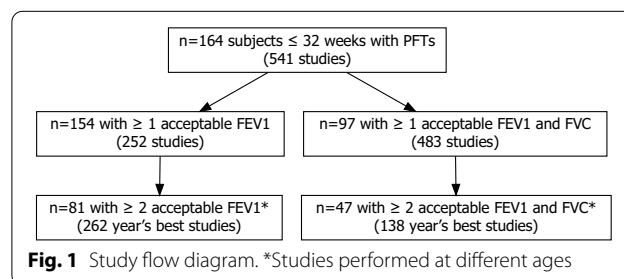 n=164 subjects ≤ 32 weeks with PFTs
(541 studies)
n=154 with ≥ 1 acceptable FEV1
(252 studies)
n=97 with ≥ 1 acceptable FEV1 and FVC
(483 studies)
n=81 with ≥ 2 acceptable FEV1*
(262 year's best studies)
n=47 with ≥ 2 acceptable FEV1 and FVC*
(138 year's best studies)
Fig. 1 Study flow diagram. *Studies performed at different ages